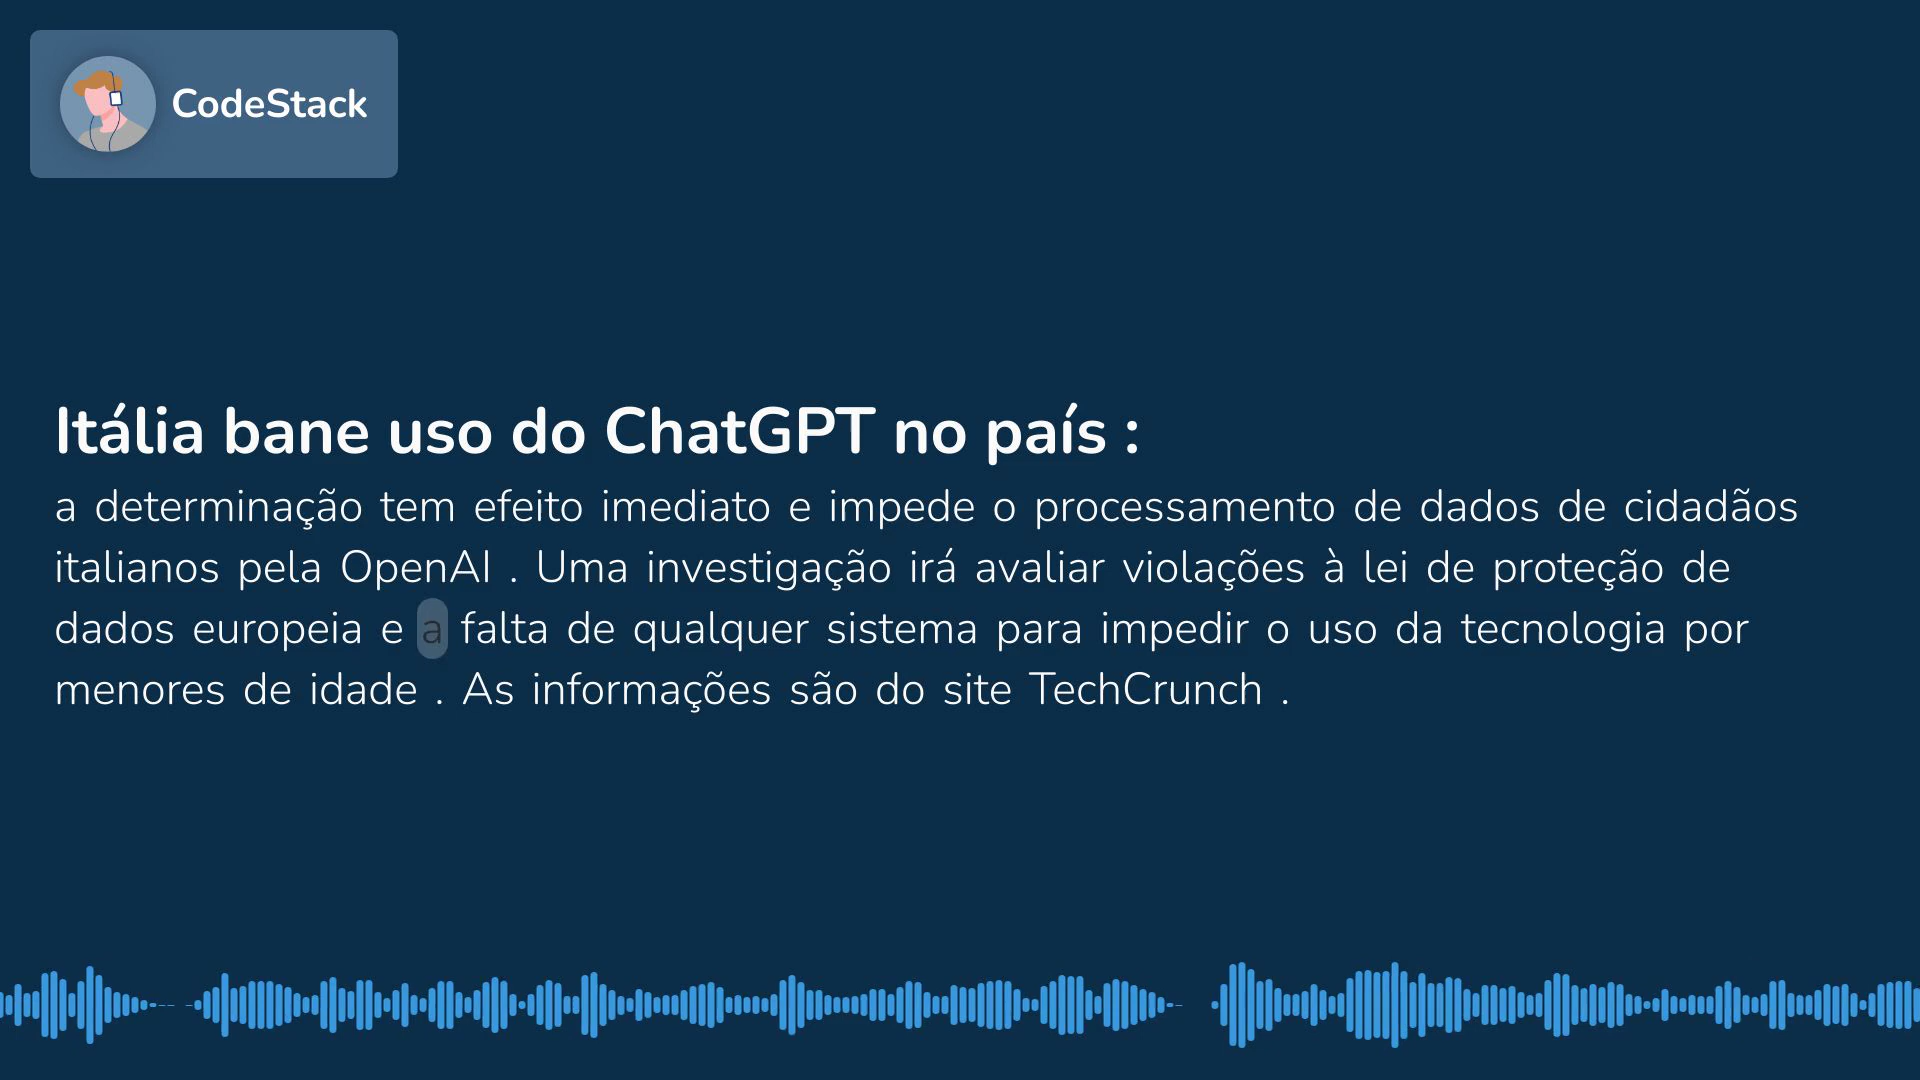 CodeStack
Itália bane uso do ChatGPT no país :
a determinação tem efeito imediato e impede o processamento de dados de cidadãos
italianos pela OpenAI . Uma investigação irá avaliar violações à lei de proteção de
dados europeia e a falta de qualquer sistema para impedir o uso da tecnologia por
menores de idade . As informações são do site TechCrunch .